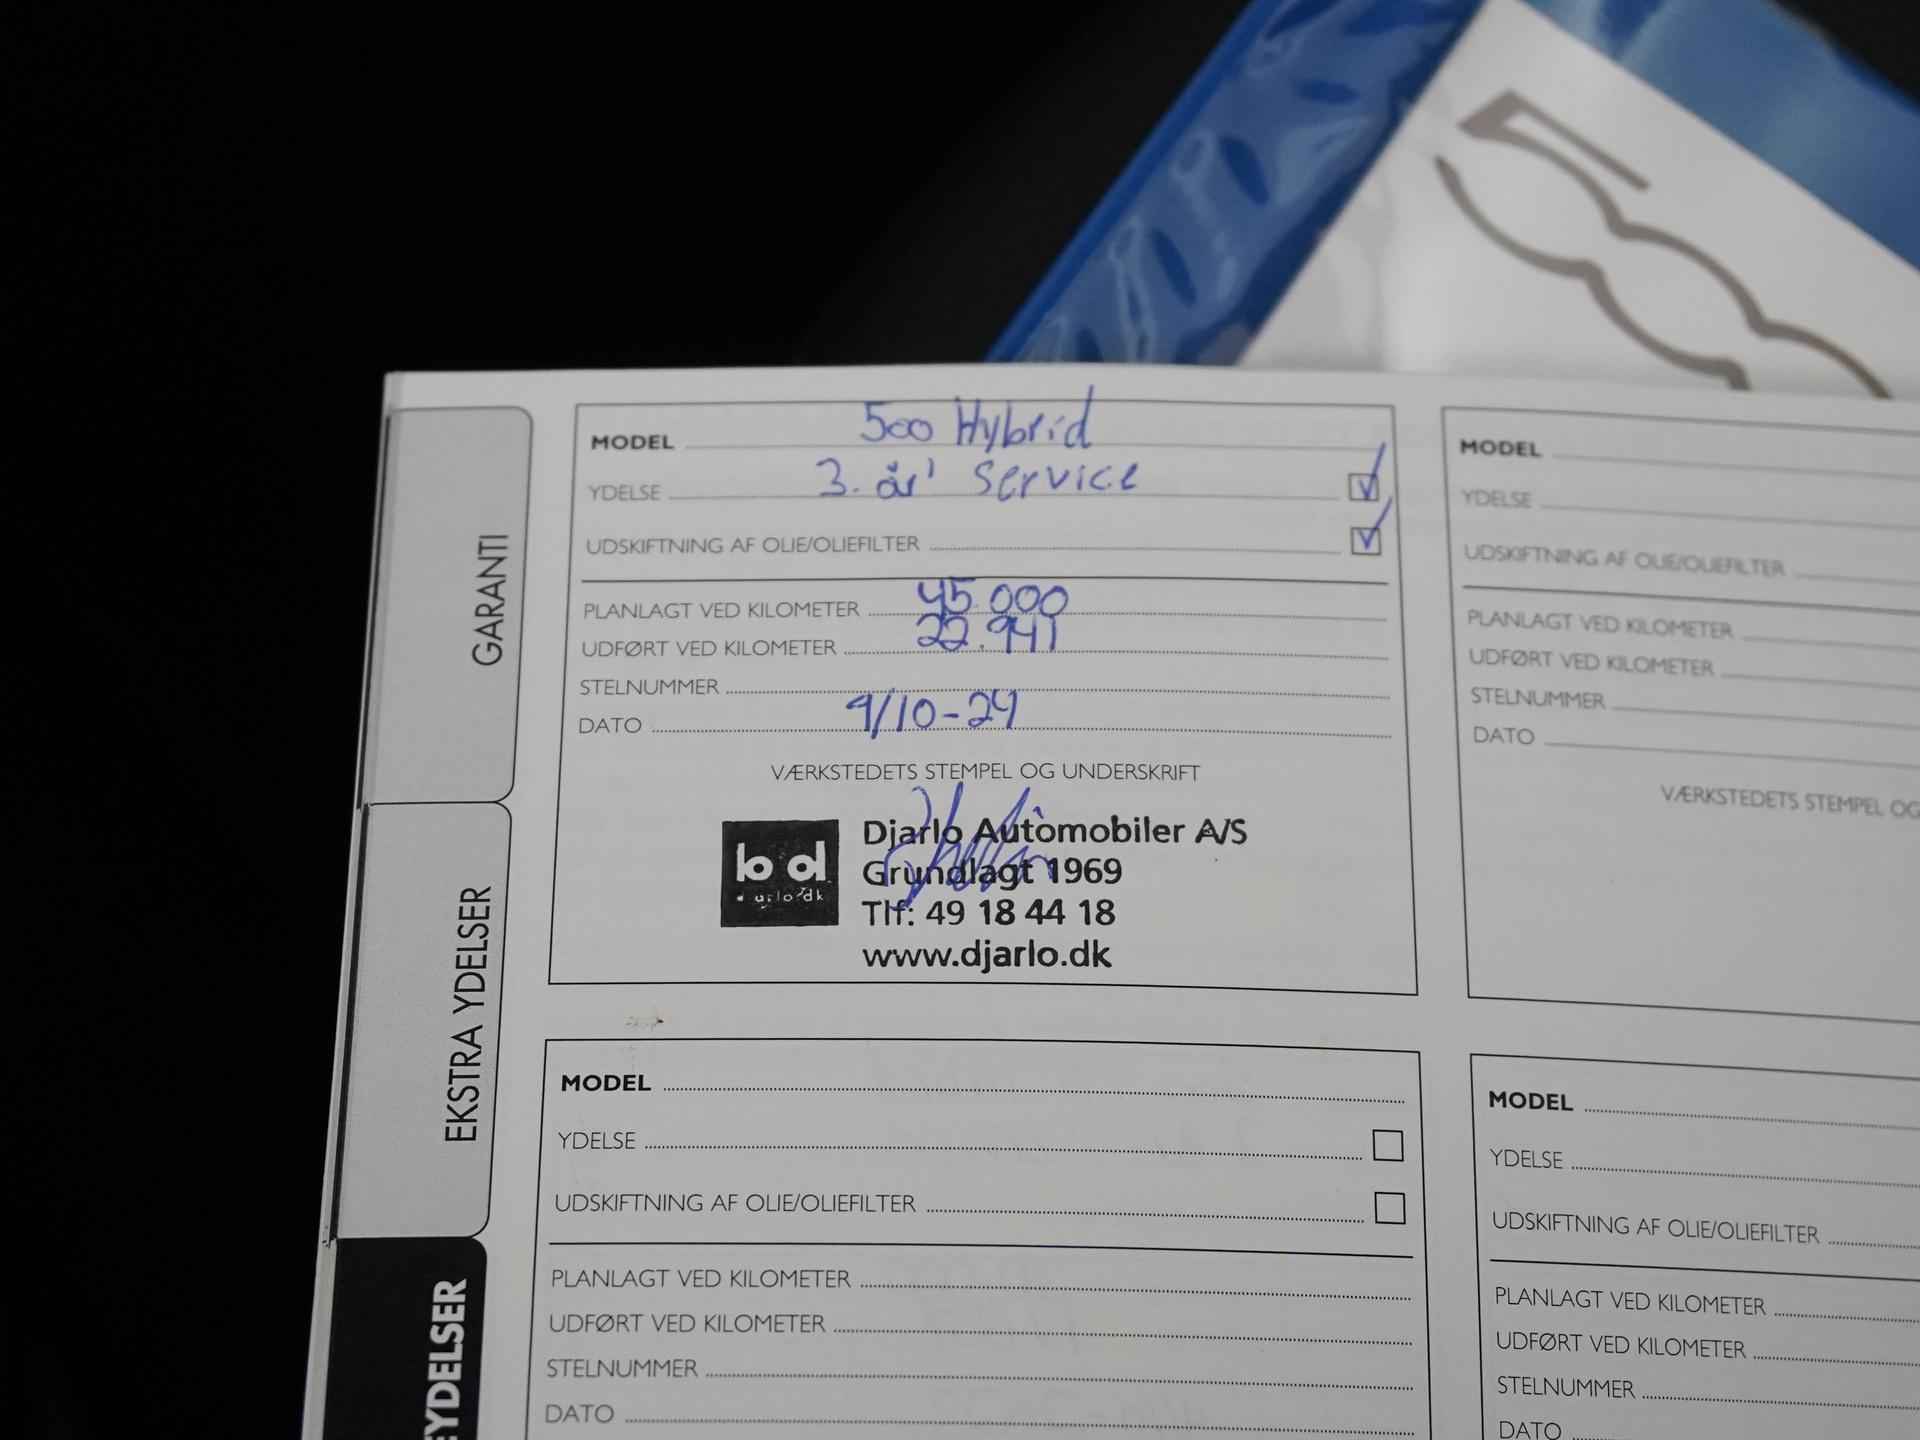 GARANTI
EKSTRA YDELSER
YDELSER
MODEL 500 Hybrid
YDELSE 3. år' service
UDSKIFTNING AF OLIE/OLIEFILTER
PLANLAGT VED KILOMETER 45.000
UDFØRT VED KILOMETER 22.941
STELNUMMER
DATO 9/10-24
VÆRKSTEDETS STEMPEL OG UNDERSKRIFT
bd
Djarlo Automobiler A/S
Grundlagt 1969
Tlf: 49 18 44 18
www.djarlo.dk
MODEL
YDELSE
UDSKIFTNING AF OLIE/OLIEFILTER
PLANLAGT VED KILOMETER
UDFØRT VED KILOMETER
STELNUMMER
DATO
VÆRKSTEDETS STEMPEL OG
MODEL
YDELSE
UDSKIFTNING AF OLIE/OLIEFILTER
PLANLAGT VED KILOMETER
UDFØRT VED KILOMETER
STELNUMMER
DATO
MODEL
YDELSE
UDSKIFTNING AF OLIE/OLIEFILTER
PLANLAGT VED KILOMETER
UDFØRT VED KILOMETER
STELNUMMER
DATO